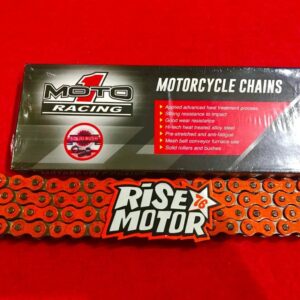 MOTO
1
RACING
MOTORCYCLE CHAINS
Applied advanced heat treatment process
Strong resistance to impact
Good wear resistance
Hi-tech heat treated alloy steel
Pre-stretched and anti-fatigue
Mesh belt conveyor furnace use
Solid rollers and bushes
RiSE
76
MOTOR